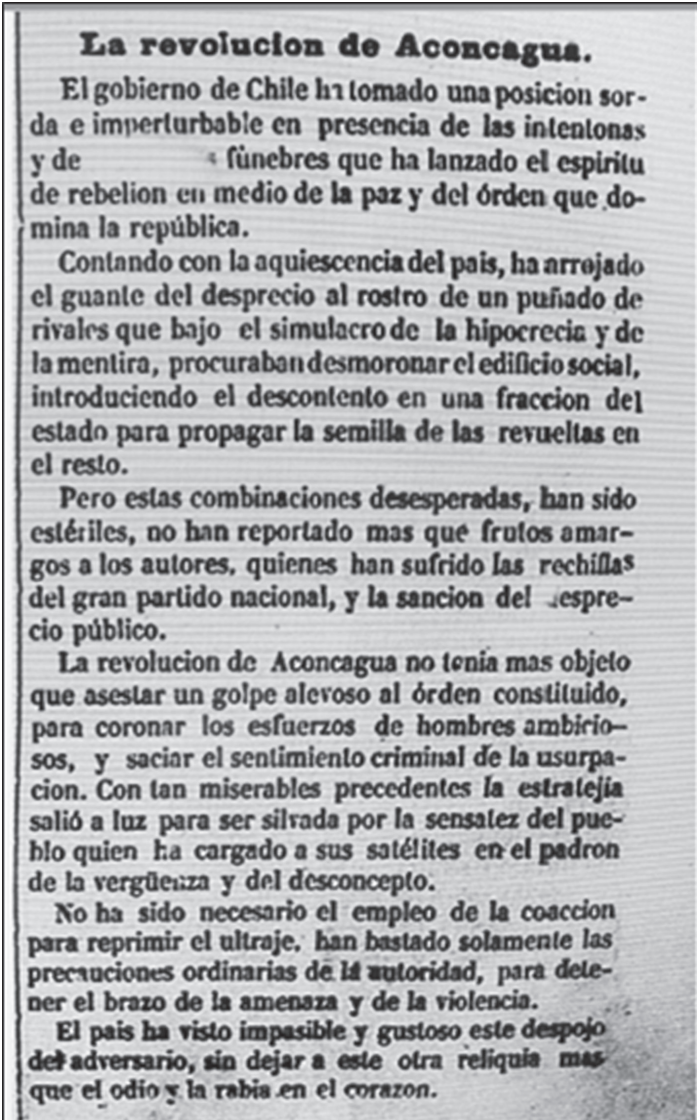 La revolucion de Aconcagua.
El gobierno de Chile ha tomado una posicion sor-
da e imperturbable en presencia de las intentonas
y de fúnebres que ha lanzado el espiritu
de rebelion en medio de la paz y del órden que do-
mina la república.
Contando con la aquiescencia del pais, ha arrojado
el guante del desprecio al rostro de un puñado de
rivales que bajo el simulacro de la hipocrecia y de
la mentira, procuraban desmoronar el edificio social,
introduciendo el descontento en una fraccion del
estado para propagar la semilla de las revueltas en
el resto.
Pero estas combinaciones desesperadas, han sido
estériles, no han reportado mas que frutos amar-
gos a los autores, quienes han sufrido las rechiflas
del gran partido nacional, y la sancion del despre-
cio público.
La revolucion de Aconcagua no tenia mas objeto
que asestar un golpe alevoso al órden constituido,
para coronar los esfuerzos de hombres ambicio-
sos, y saciar el sentimiento criminal de la usurpa-
cion. Con tan miserables precedentes la estratejia
salió a luz para ser silvada por la sensatez del pue-
blo quien ha cargado a sus satélites en el padron
de la vergüenza y del desconcepto.
No ha sido necesario el empleo de la coaccion
para reprimir el ultraje, han bastado solamente las
precauciones ordinarias de la autoridad, para dete-
ner el brazo de la amenaza y de la violencia.
El pais ha visto impasible y gustoso este despojo
del adversario, sin dejar a este otra reliquia mas
que el odio y la rabia en el corazon.